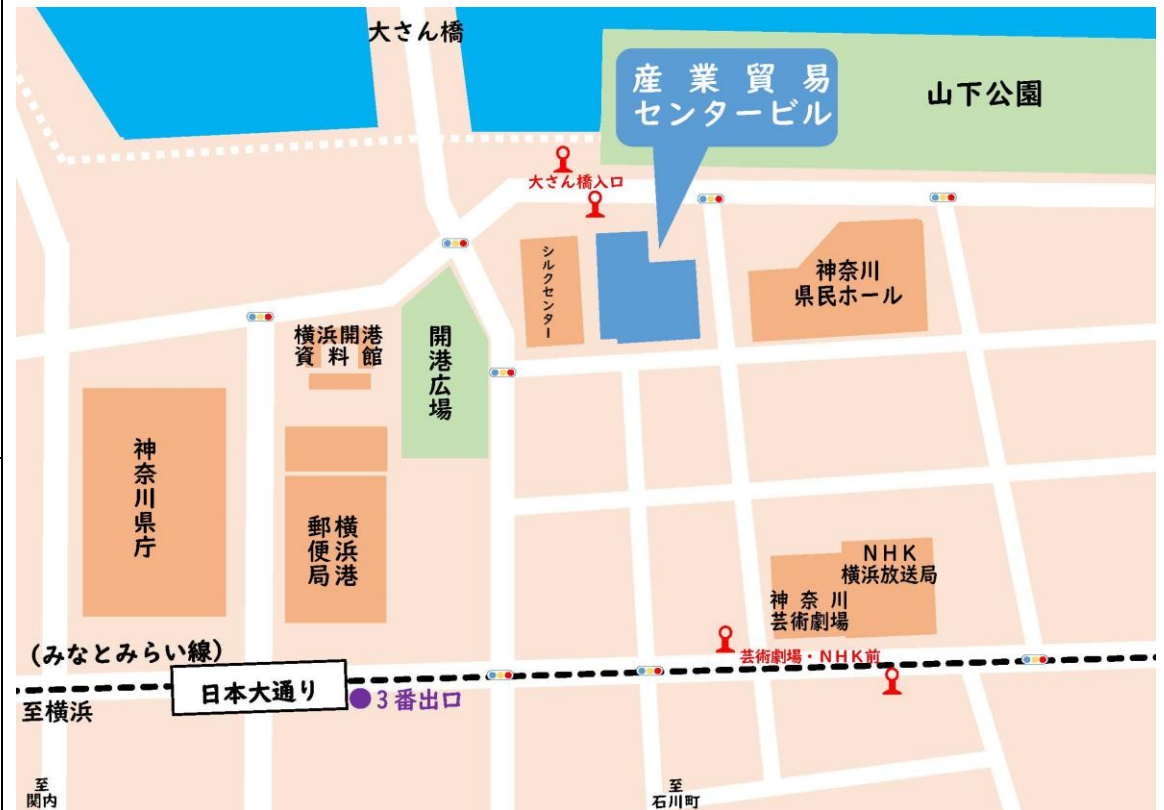 大さん橋
産業貿易
センタービル
山下公園
大さん橋入口
シルクセンター
神奈川
県民ホール
横浜開港
資料館
開港広場
神奈川県庁
横浜港
郵便局
NHK
横浜放送局
神奈川
芸術劇場
(みなとみらい線)
芸術劇場・NHK前
日本大通り
3番出口
至横浜
至
関内
至
石川町